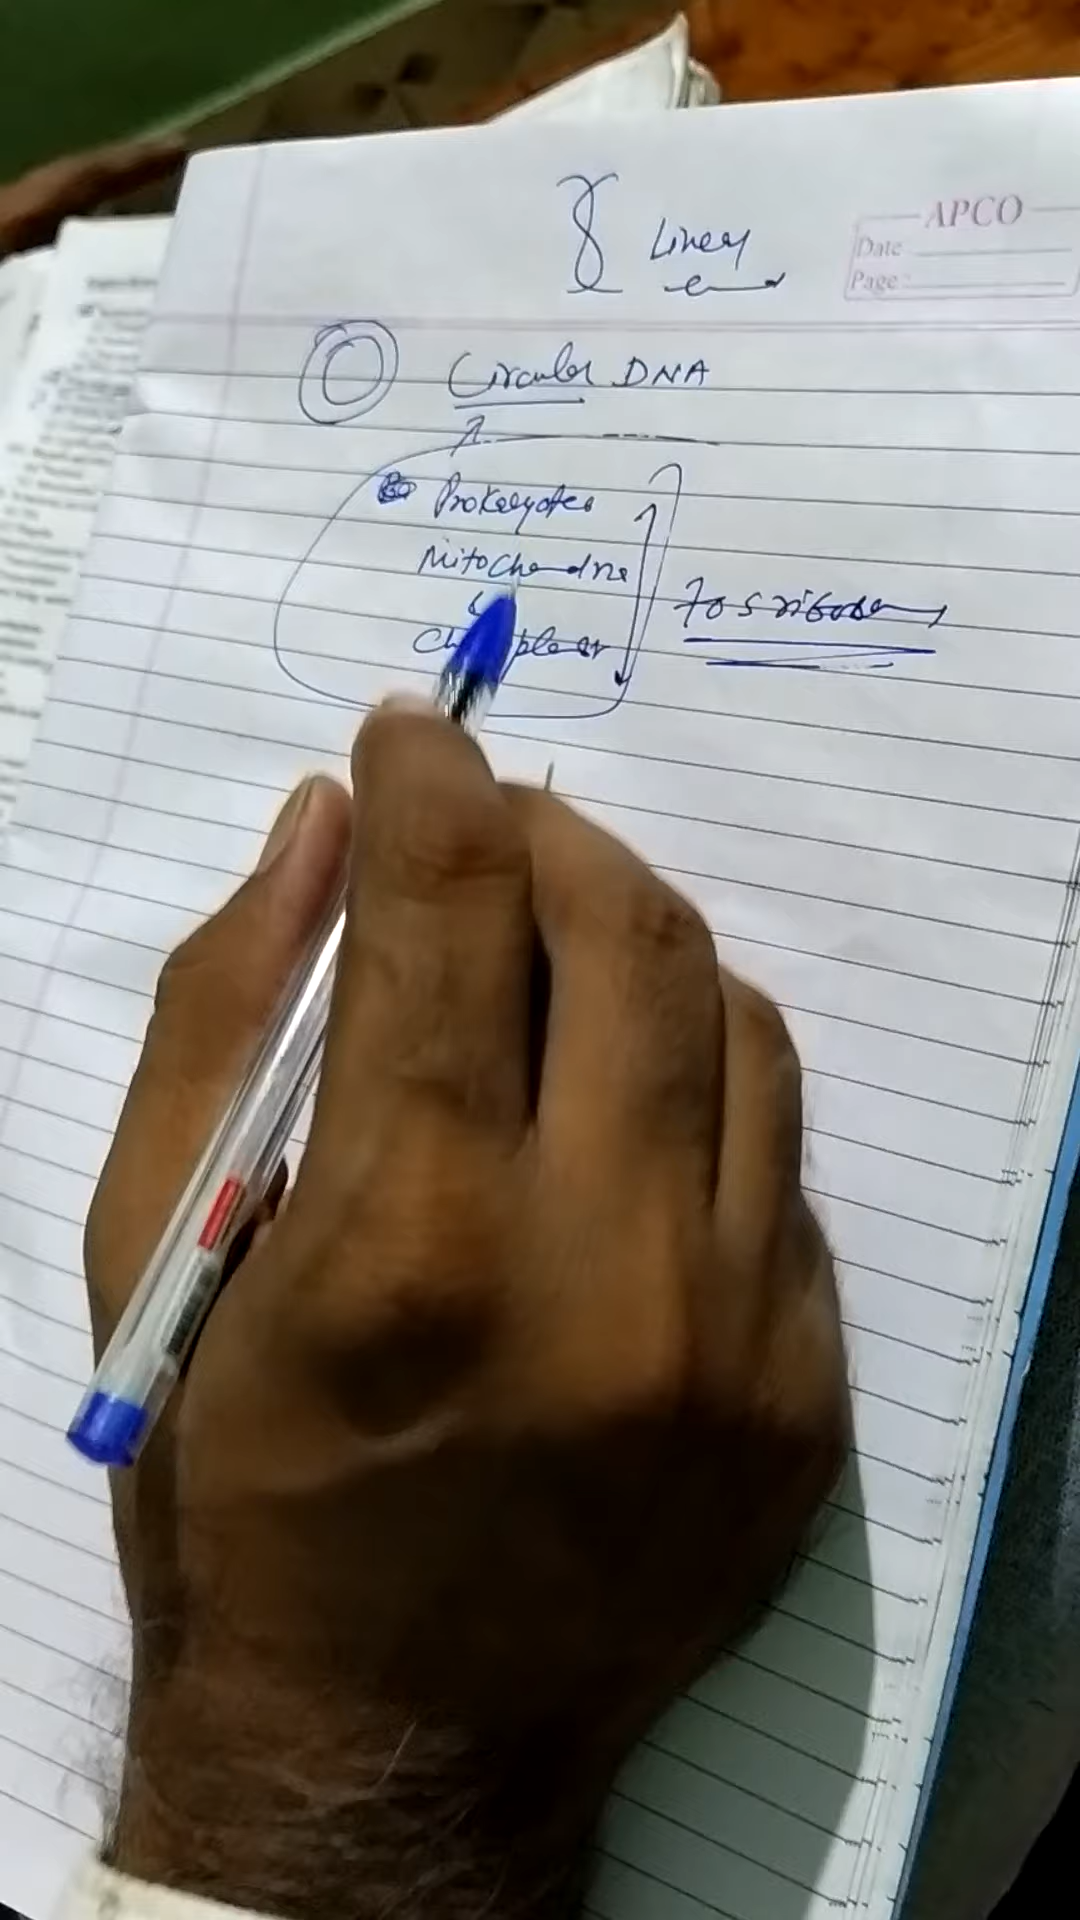 APCO
Linear
Date
Page:
Circular DNA
Prokaryotes
Mitochondria
&
70s ribosome